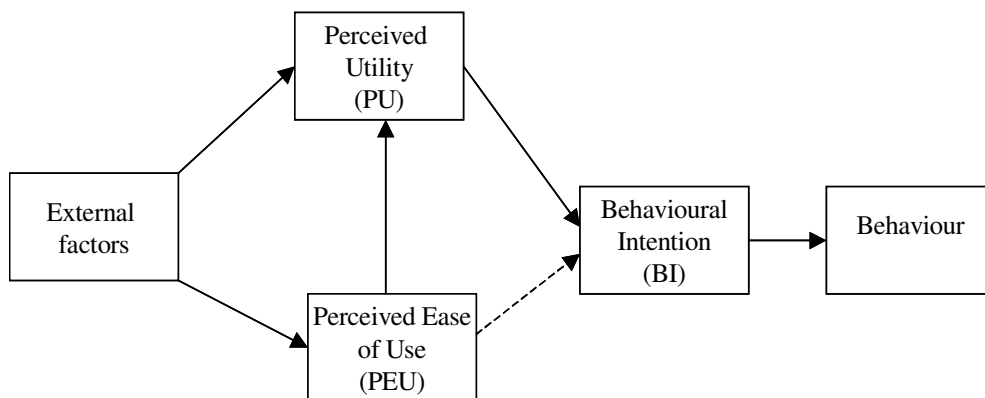 Perceived
Utility
(PU)
External
factors
Perceived Ease
of Use
(PEU)
Behavioural
Intention
(BI)
Behaviour